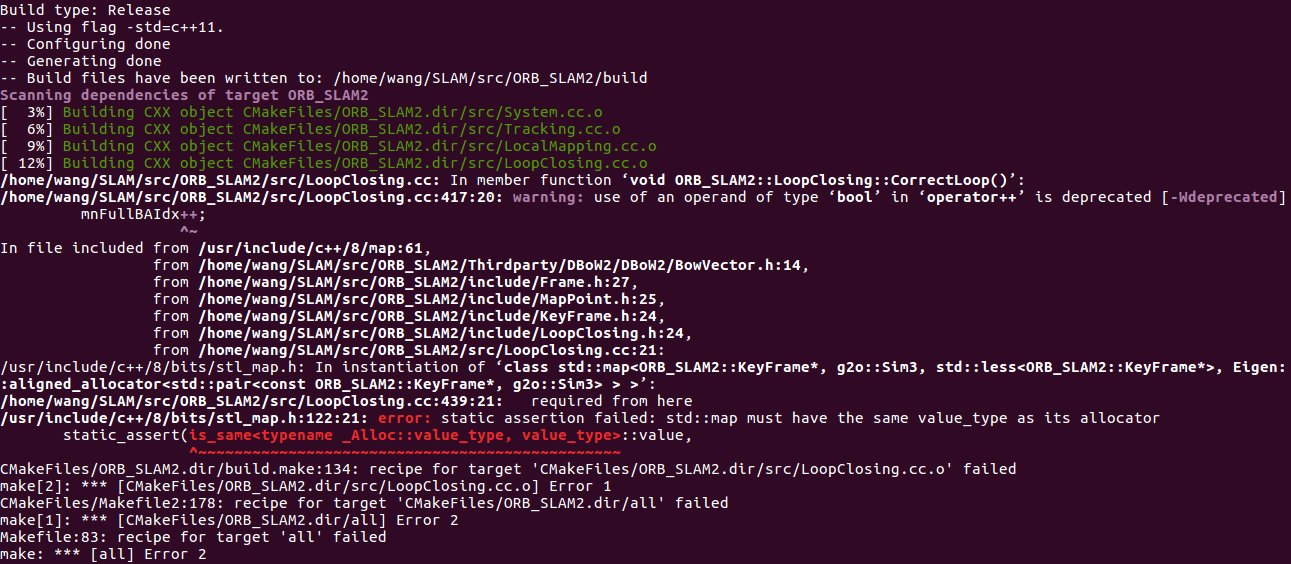 Build type: Release
-- Using flag -std=c++11.
-- Configuring done
-- Generating done
-- Build files have been written to: /home/wang/SLAM/src/ORB_SLAM2/build
Scanning dependencies of target ORB_SLAM2
[  3%] Building CXX object CMakeFiles/ORB_SLAM2.dir/src/System.cc.o
[  6%] Building CXX object CMakeFiles/ORB_SLAM2.dir/src/Tracking.cc.o
[  9%] Building CXX object CMakeFiles/ORB_SLAM2.dir/src/LocalMapping.cc.o
[ 12%] Building CXX object CMakeFiles/ORB_SLAM2.dir/src/LoopClosing.cc.o
/home/wang/SLAM/src/ORB_SLAM2/src/LoopClosing.cc: In member function ‘void ORB_SLAM2::LoopClosing::CorrectLoop()’:
/home/wang/SLAM/src/ORB_SLAM2/src/LoopClosing.cc:417:20: warning: use of an operand of type ‘bool’ in ‘operator++’ is deprecated [-Wdeprecated]
         mnFullBAIdx++;
                    ^~
In file included from /usr/include/c++/8/map:61,
                 from /home/wang/SLAM/src/ORB_SLAM2/Thirdparty/DBoW2/DBoW2/BowVector.h:14,
                 from /home/wang/SLAM/src/ORB_SLAM2/include/Frame.h:27,
                 from /home/wang/SLAM/src/ORB_SLAM2/include/MapPoint.h:25,
                 from /home/wang/SLAM/src/ORB_SLAM2/include/KeyFrame.h:24,
                 from /home/wang/SLAM/src/ORB_SLAM2/include/LoopClosing.h:24,
                 from /home/wang/SLAM/src/ORB_SLAM2/src/LoopClosing.cc:21:
/usr/include/c++/8/bits/stl_map.h: In instantiation of ‘class std::map<ORB_SLAM2::KeyFrame*, g2o::Sim3, std::less<ORB_SLAM2::KeyFrame*>, Eigen:
:aligned_allocator<std::pair<const ORB_SLAM2::KeyFrame*, g2o::Sim3> > >’:
/home/wang/SLAM/src/ORB_SLAM2/src/LoopClosing.cc:439:21:   required from here
/usr/include/c++/8/bits/stl_map.h:122:21: error: static assertion failed: std::map must have the same value_type as its allocator
       static_assert(is_same<typename _Alloc::value_type, value_type>::value,
                     ^~~~~~~~~~~~~~~~~~~~~~~~~~~~~~~~~~~~~~~~~~~~~~~~
CMakeFiles/ORB_SLAM2.dir/build.make:134: recipe for target 'CMakeFiles/ORB_SLAM2.dir/src/LoopClosing.cc.o' failed
make[2]: *** [CMakeFiles/ORB_SLAM2.dir/src/LoopClosing.cc.o] Error 1
CMakeFiles/Makefile2:178: recipe for target 'CMakeFiles/ORB_SLAM2.dir/all' failed
make[1]: *** [CMakeFiles/ORB_SLAM2.dir/all] Error 2
Makefile:83: recipe for target 'all' failed
make: *** [all] Error 2